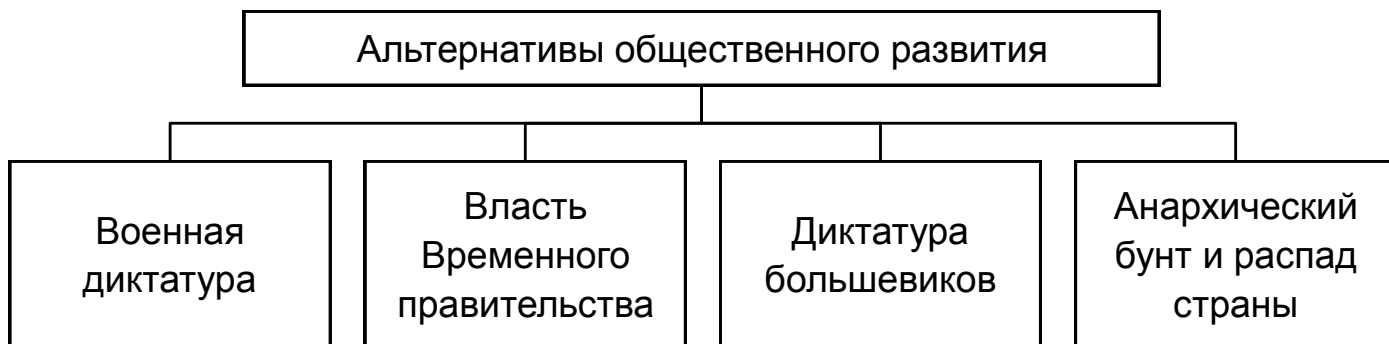 Альтернативы общественного развития
Военная
диктатура
Власть
Временного
правительства
Диктатура
большевиков
Анархический
бунт и распад
страны